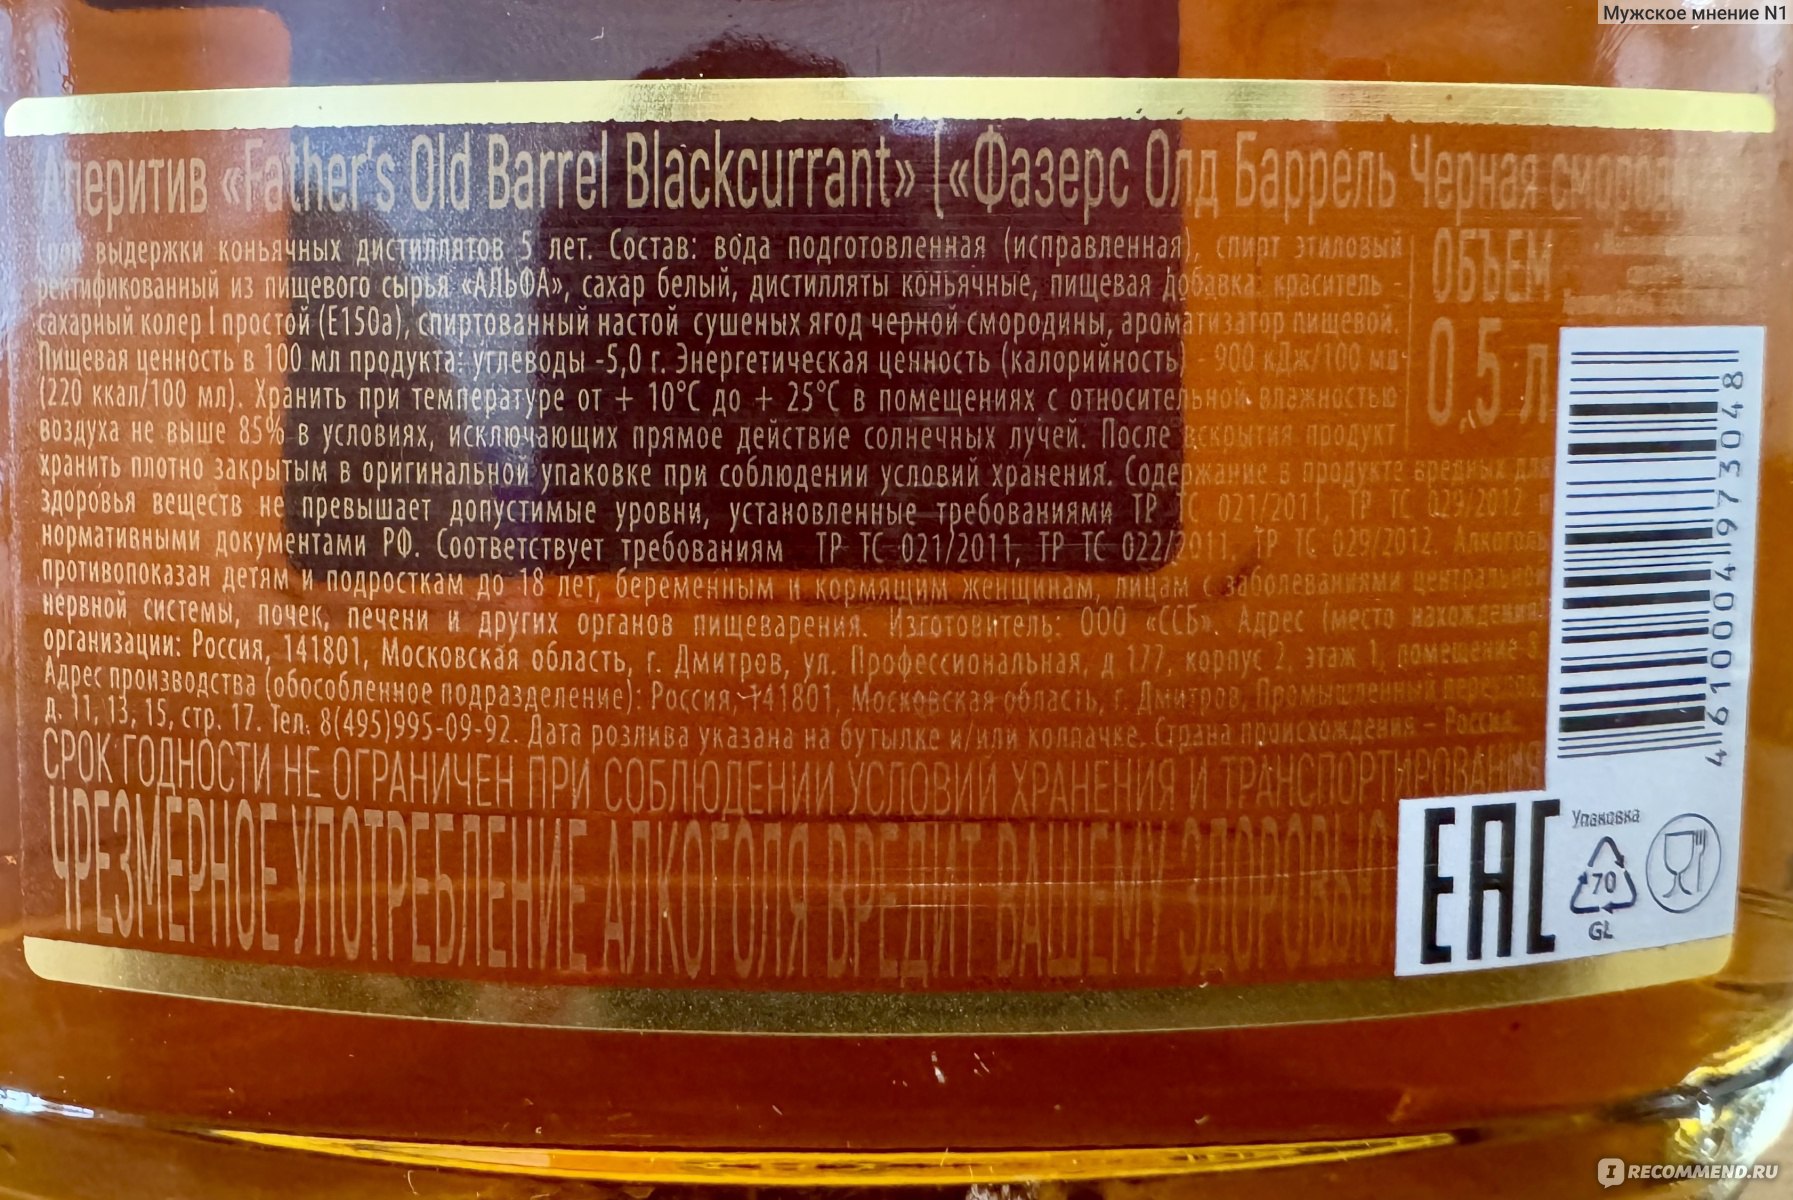 Мужское мнение N1
Аперитив «Father's Old Barrel Blackcurrant» («Фазерс Олд Баррель Черная
Срок выдержки коньячных дистиллятов 5 лет. Состав: вода подготовленная (исправленная), спирт этиловый
ректификованный из пищевого сырья «АЛЬФА», сахар белый, дистилляты коньячные, пищевая добавка: краситель -
сахарный колер I простой (Е150а), спиртованный настой сушеных ягод черной смородины, ароматизатор пищевой.
Пищевая ценность в 100 мл продукта: углеводы -5,0 г. Энергетическая ценность (калорийность) - 900 кДж/100 мл
(220 ккал/100 мл). Хранить при температуре от + 10°С до + 25°С в помещениях с относительной влажностью
воздуха не выше 85% в условиях, исключающих прямое действие солнечных лучей. После вскрытия продукт
хранить плотно закрытым в оригинальной упаковке при соблюдении условий хранения. Содержание в продукте вредных для
здоровья веществ не превышает допустимые уровни, установленные требованиями ТР ТС 021/2011, ТР ТС 029/2012 и
нормативными документами РФ. Соответствует требованиям ТР ТС 021/2011, ТР ТС 022/2011, ТР ТС 029/2012. Алкоголь
противопоказан детям и подросткам до 18 лет, беременным и кормящим женщинам, лицам с заболеваниями центральной
нервной системы, почек, печени и других органов пищеварения. Изготовитель: ООО «ССБ». Адрес (место нахождения)
организации: Россия, 141801, Московская область, г. Дмитров, ул. Профессиональная, д 177, корпус 2, этаж 1, помещение 8.
Адрес производства (обособленное подразделение): Россия, 141801, Московская область, г. Дмитров, Промышленный
д. 11, 13, 15, стр. 17. Тел. 8(495)995-09-92. Дата розлива указана на бутылке и/или колпачке. Страна происхождения - Россия.
СРОК ГОДНОСТИ НЕ ОГРАНИЧЕН ПРИ СОБЛЮДЕНИИ УСЛОВИЙ ХРАНЕНИЯ И ТРАНСПОРТИРОВАНИЯ
ЧРЕЗМЕРНОЕ УПОТРЕБЛЕНИЕ АЛКОГОЛЯ ВРЕДИТ ВАШЕМУ ЗДОРОВЬЮ
ОБЪЕМ
0,5 л
4610004973048
EAC
Упаковка
70
GL
IRECOMMEND.RU